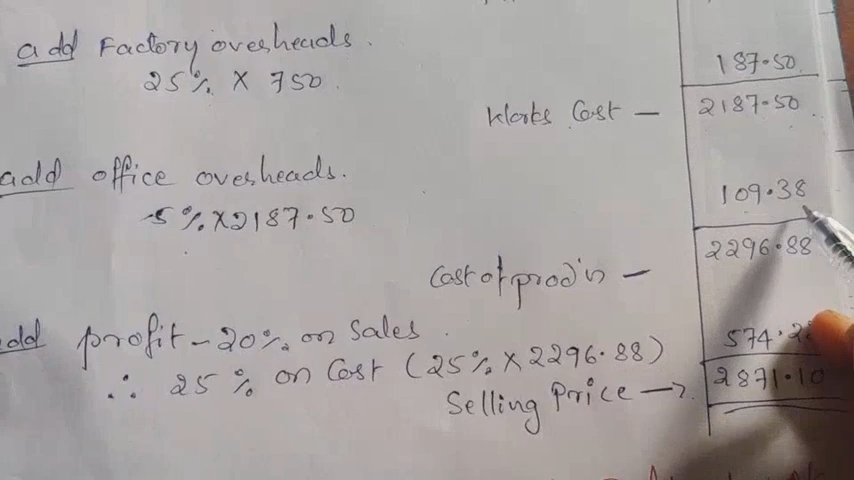 add Factory overheads.
25% X 750
187.50
Works Cost — 2187.50
add office overheads.
5% X 2187.50
109.38
Cost of prod'n — 2296.88
add profit - 20% on Sales.
∴ 25% on Cost (25% X 2296.88)
574.2
Selling Price → 2871.10